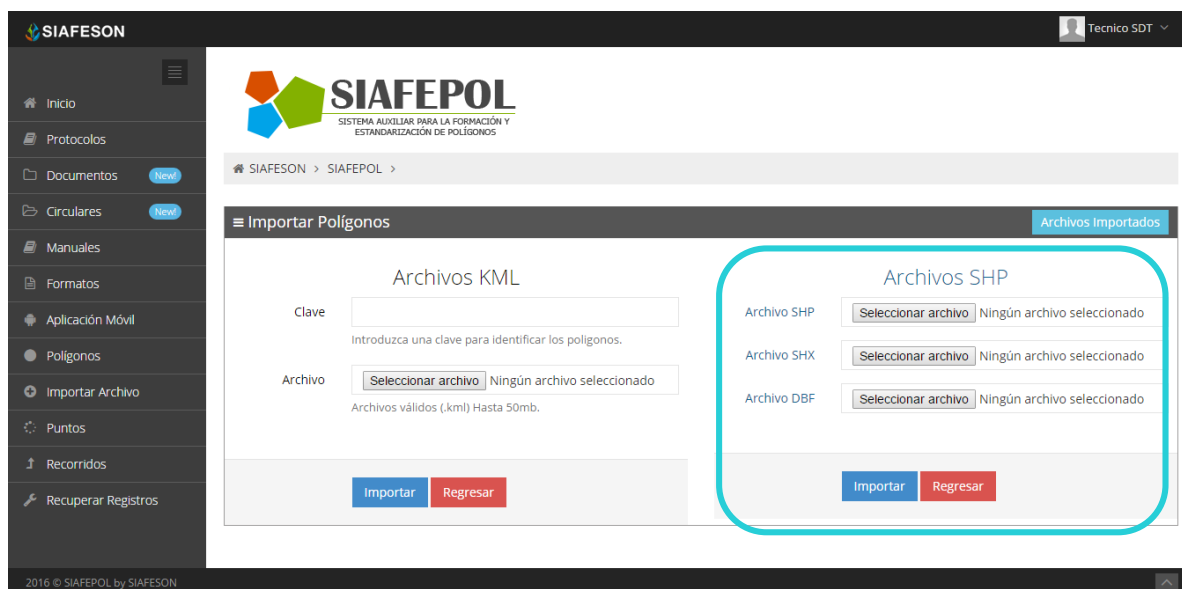 SIAFESON
Tecnico SDT
Inicio
Protocolos
Documentos New!
Circulares New!
Manuales
Formatos
Aplicación Móvil
Polígonos
Importar Archivo
Puntos
Recorridos
Recuperar Registros
SIAFEPOL
SISTEMA AUXILIAR PARA LA FORMACIÓN Y
ESTANDARIZACIÓN DE POLÍGONOS
SIAFESON > SIAFEPOL >
Importar Polígonos
Archivos Importados
Archivos KML
Clave
Introduzca una clave para identificar los poligonos.
Archivo Seleccionar archivo Ningún archivo seleccionado
Archivos válidos (.kml) Hasta 50mb.
Importar Regresar
Archivos SHP
Archivo SHP Seleccionar archivo Ningún archivo seleccionado
Archivo SHX Seleccionar archivo Ningún archivo seleccionado
Archivo DBF Seleccionar archivo Ningún archivo seleccionado
Importar Regresar
2016 © SIAFEPOL by SIAFESON